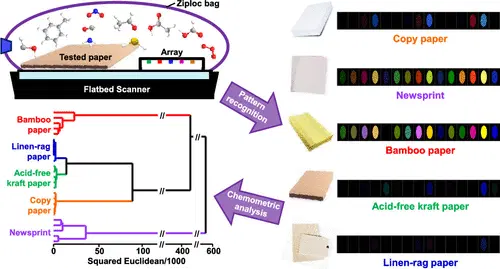 Ziploc bag
Tested paper
Array
Flatbed Scanner
Pattern
recognition
Chemometric
analysis
Copy paper
Newsprint
Bamboo paper
Acid-free kraft paper
Linen-rag paper
Bamboo
paper
Linen-rag
paper
Acid-free
kraft paper
Copy
paper
Newsprint
0 50 100 400 600
Squared Euclidean/1000